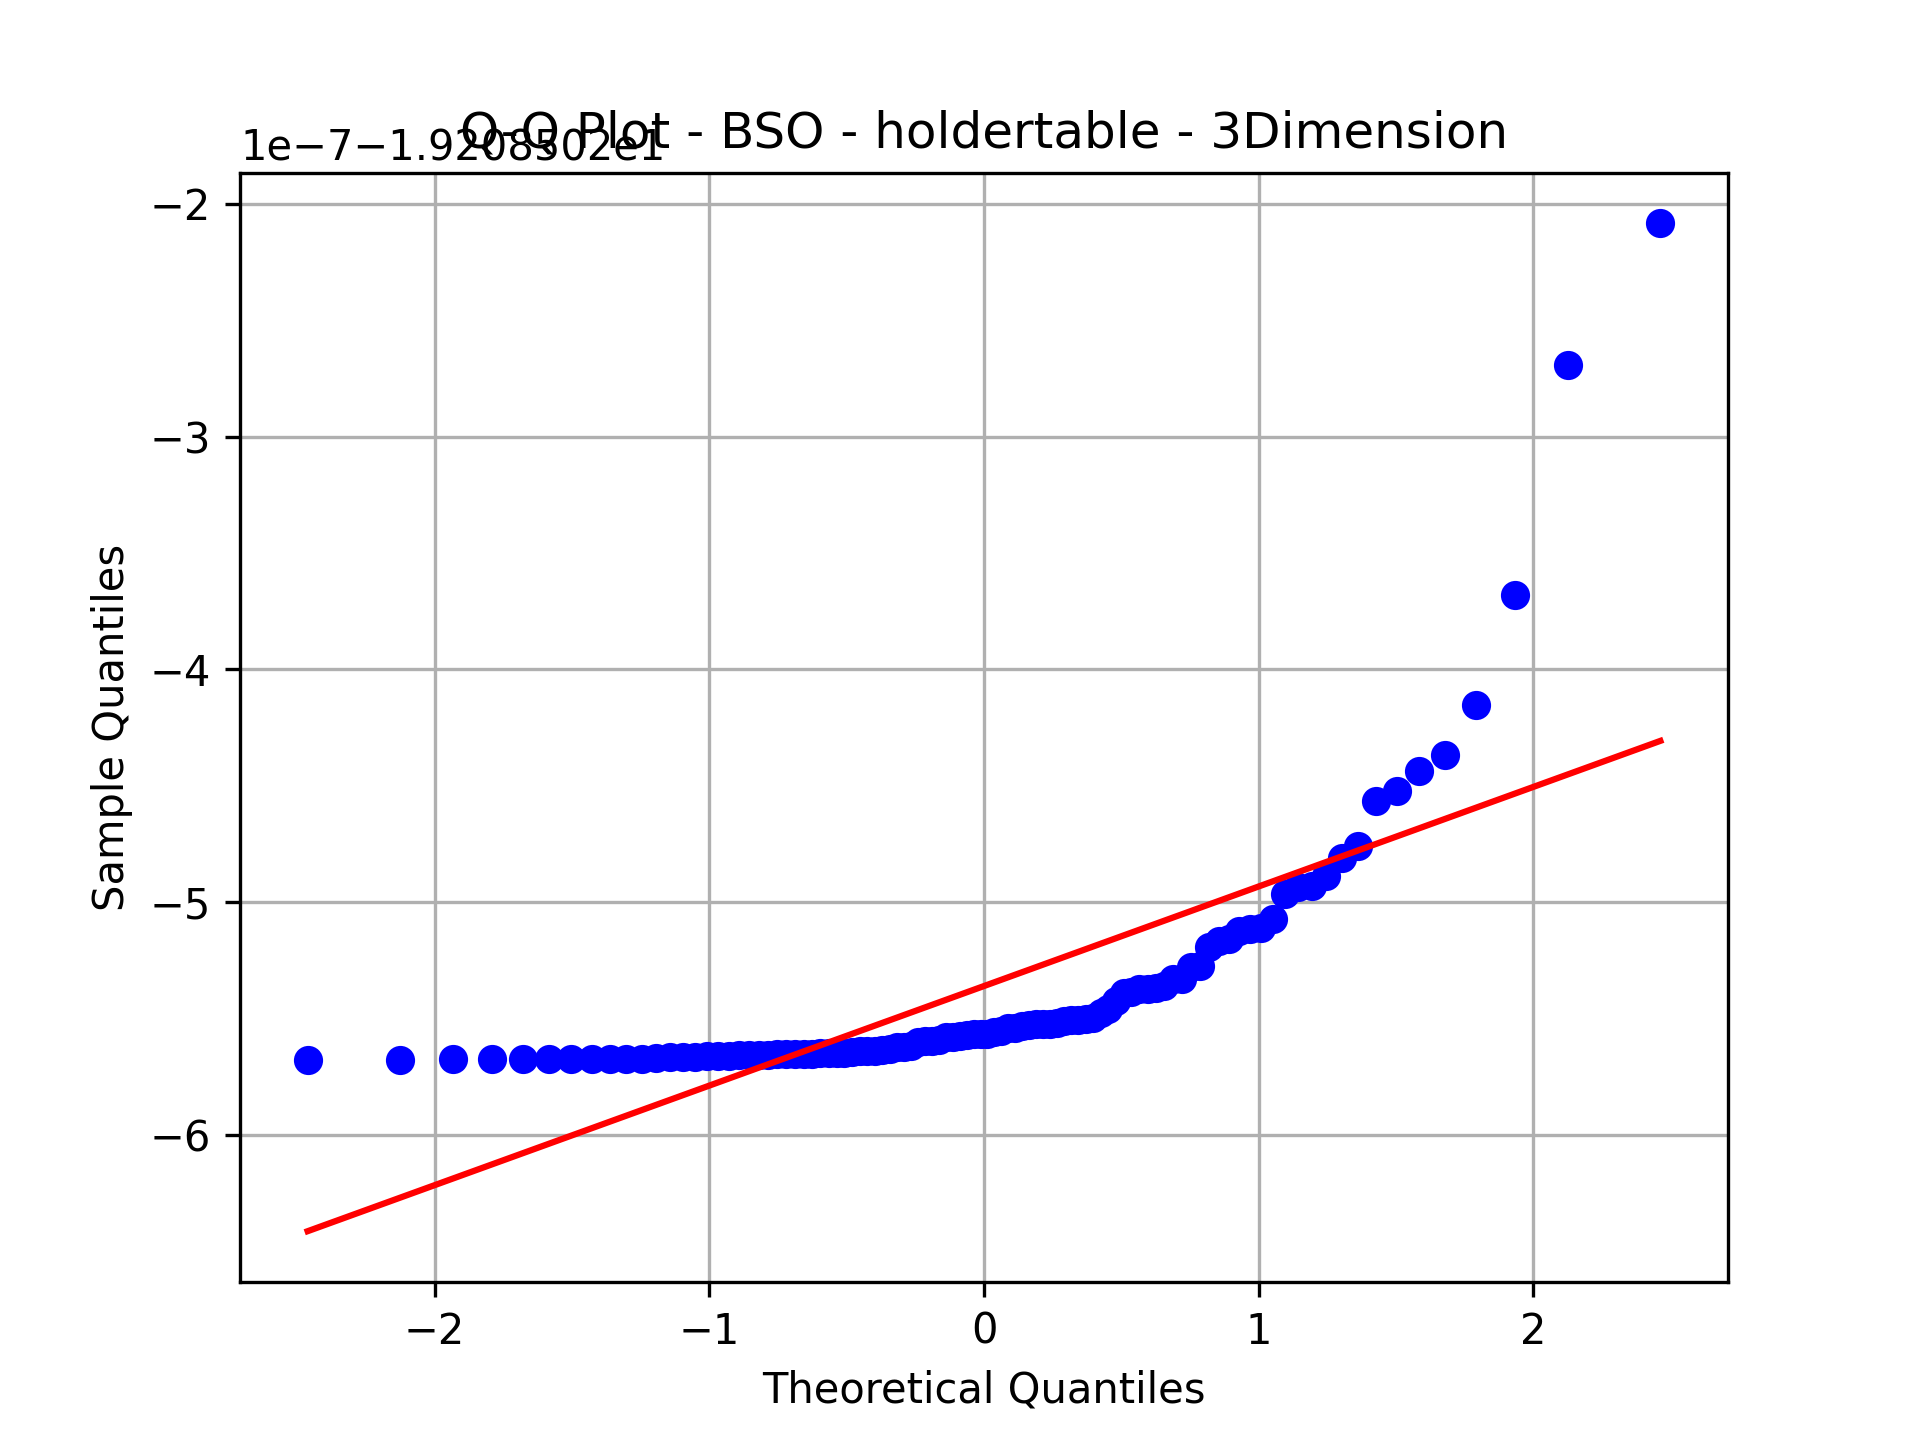 Q-Q Plot - BSO - holdertable - 3Dimension
1e−7−1.9208502e1
−2
−3
−4
−5
−6
Sample Quantiles
−2
−1
0
1
2
Theoretical Quantiles